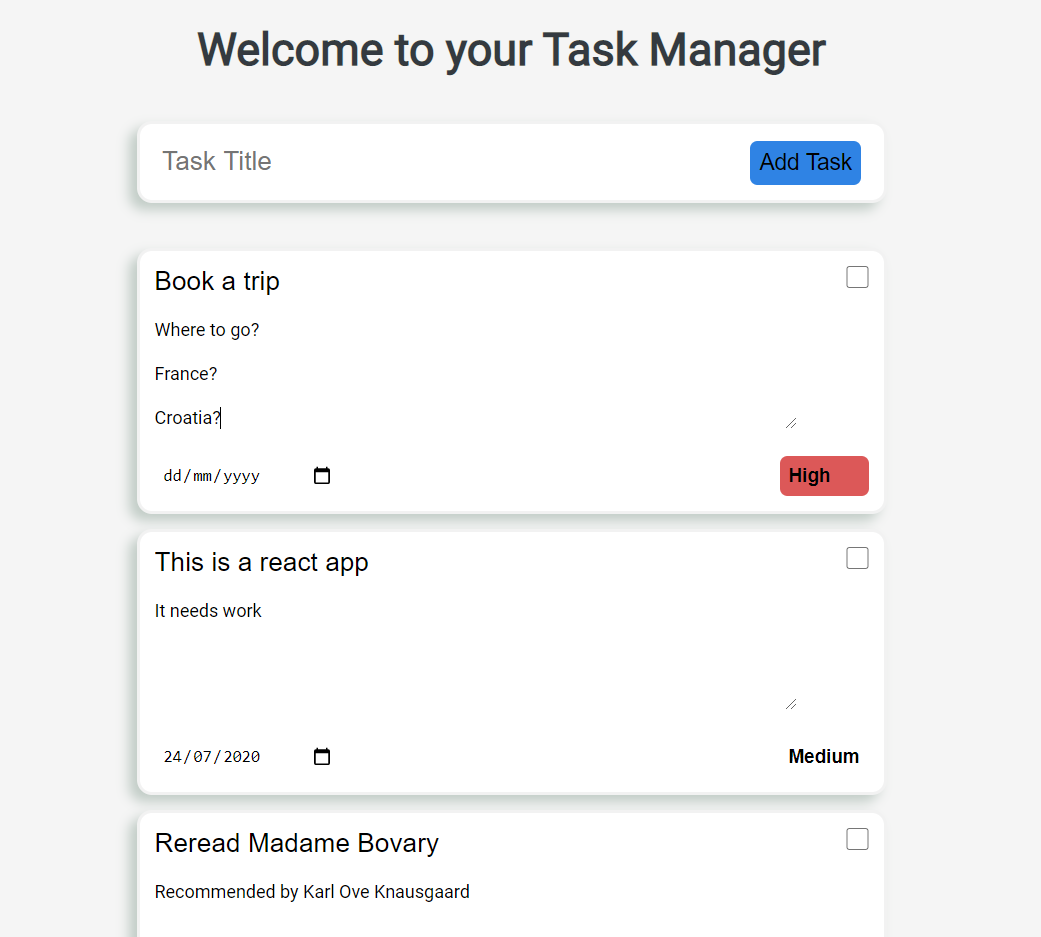 Welcome to your Task Manager
Task Title
Add Task
Book a trip
Where to go?
France?
Croatia?
dd/mm/yyyy
High
This is a react app
It needs work
24/07/2020
Medium
Reread Madame Bovary
Recommended by Karl Ove Knausgaard